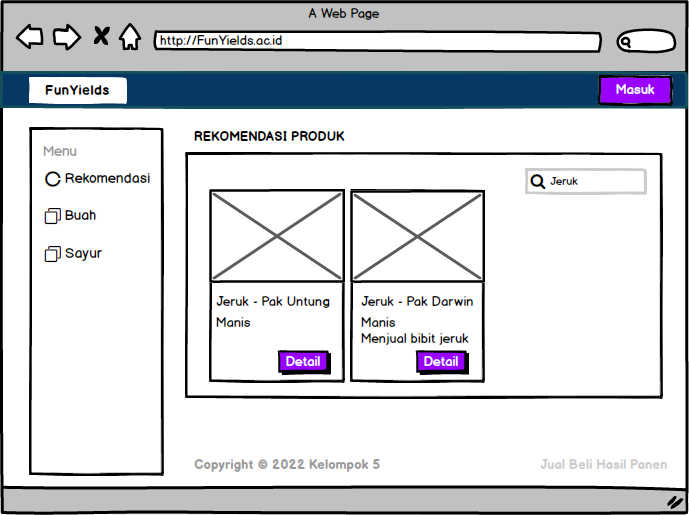 A Web Page
http://FunYields.ac.id
FunYields
Masuk
Menu
Rekomendasi
Buah
Sayur
REKOMENDASI PRODUK
Jeruk
Jeruk - Pak Untung
Manis
Detail
Jeruk - Pak Darwin
Manis
Menjual bibit jeruk
Detail
Copyright © 2022 Kelompok 5
Jual Beli Hasil Panen